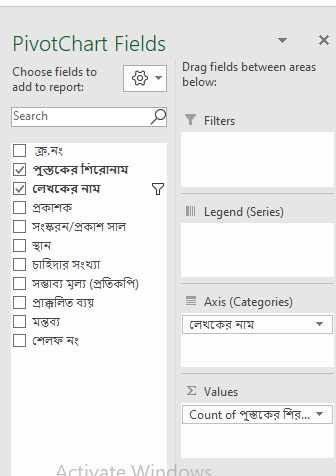 PivotChart Fields
Choose fields to
add to report:
Search
ক্র.নং
পুস্তকের শিরোনাম
লেখকের নাম
প্রকাশক
সংস্করন/প্রকাশ সাল
স্থান
চাহিদার সংখ্যা
সম্ভাব্য মূল্য (প্রতিকপি)
প্রাক্কলিত ব্যয়
মন্তব্য
শেলফ নং
Drag fields between areas
below:
Filters
Legend (Series)
Axis (Categories)
লেখকের নাম
Values
Count of পুস্তকের শির...
Activate Windows